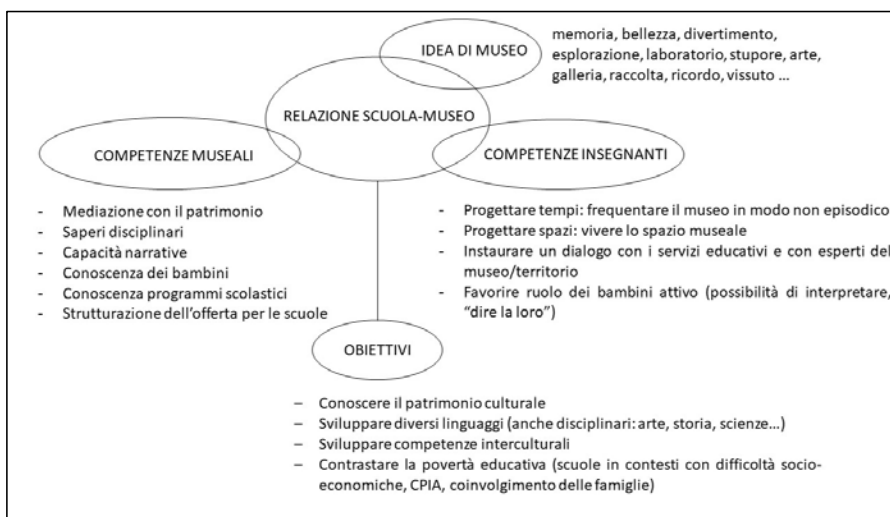 IDEA DI MUSEO
memoria, bellezza, divertimento,
esplorazione, laboratorio, stupore, arte,
galleria, raccolta, ricordo, vissuto ...
RELAZIONE SCUOLA-MUSEO
COMPETENZE MUSEALI
- Mediazione con il patrimonio
- Saperi disciplinari
- Capacità narrative
- Conoscenza dei bambini
- Conoscenza programmi scolastici
- Strutturazione dell'offerta per le scuole
COMPETENZE INSEGNANTI
- Progettare tempi: frequentare il museo in modo non episodico
- Progettare spazi: vivere lo spazio museale
- Instaurare un dialogo con i servizi educativi e con esperti del
museo/territorio
- Favorire ruolo dei bambini attivo (possibilità di interpretare,
"dire la loro")
OBIETTIVI
– Conoscere il patrimonio culturale
– Sviluppare diversi linguaggi (anche disciplinari: arte, storia, scienze…)
– Sviluppare competenze interculturali
– Contrastare la povertà educativa (scuole in contesti con difficoltà socio-
economiche, CPIA, coinvolgimento delle famiglie)